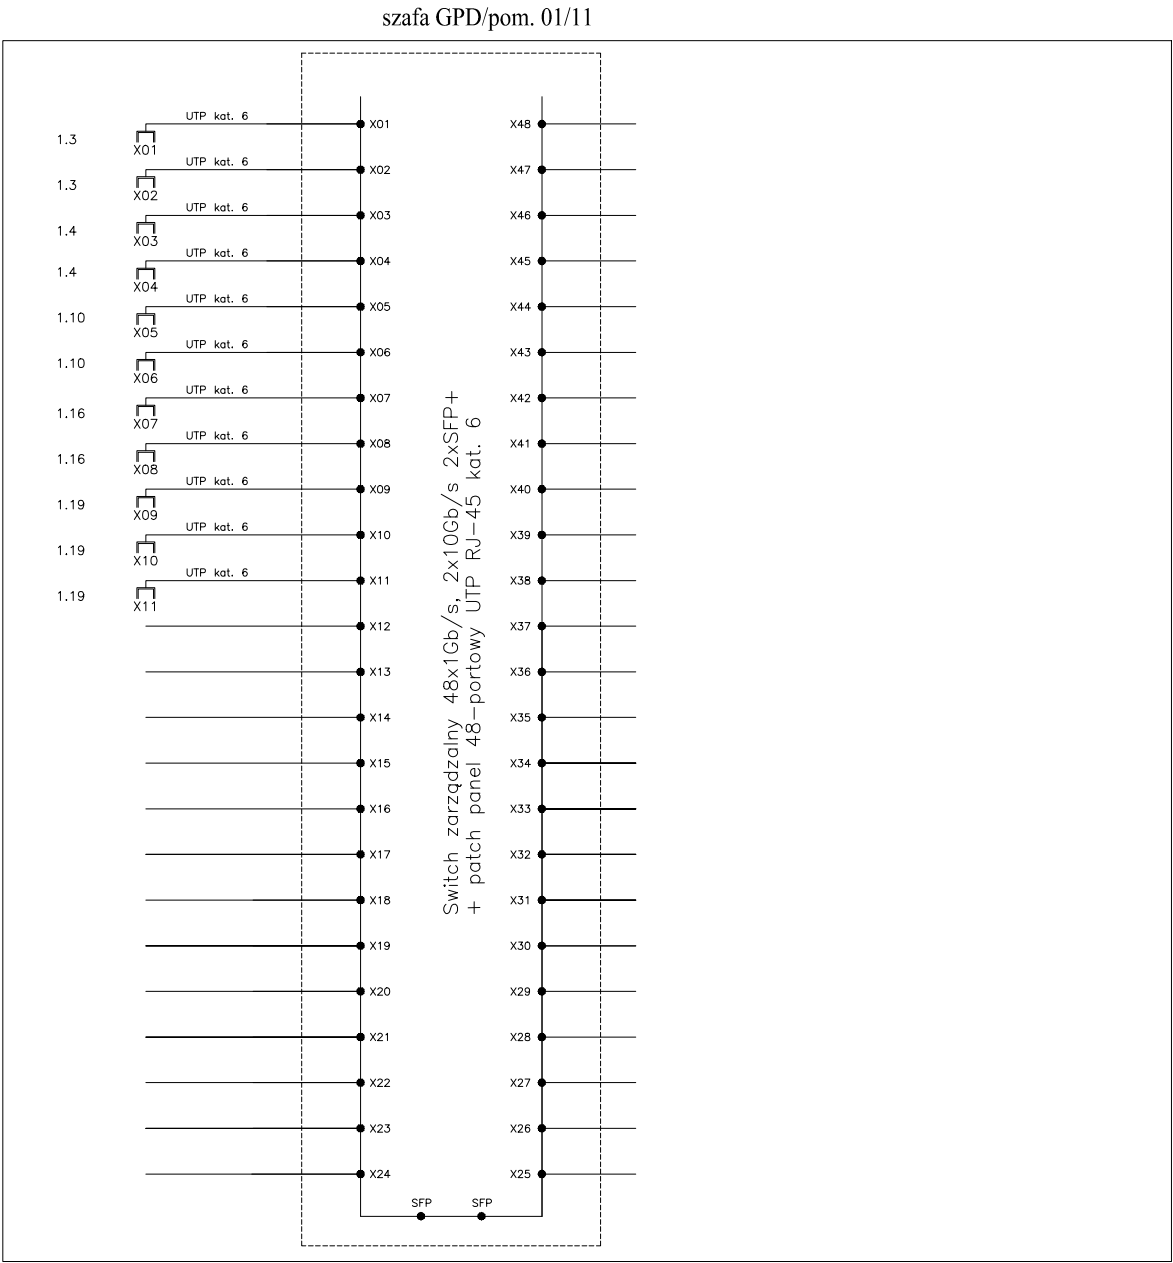 szafa GPD/pom. 01/11
UTP kat. 6
X01
X48
1.3
X01
UTP kat. 6
X02
X47
1.3
X02
UTP kat. 6
X03
X46
1.4
X03
UTP kat. 6
X04
X45
1.4
X04
UTP kat. 6
X05
X44
1.10
X05
UTP kat. 6
X06
X43
1.10
X06
UTP kat. 6
X07
X42
1.16
X07
UTP kat. 6
X08
X41
1.16
X08
UTP kat. 6
X09
X40
1.19
X09
UTP kat. 6
X10
X39
1.19
X10
UTP kat. 6
X11
X38
1.19
X11
X12
X37
X13
X36
X14
X35
X15
X34
X16
X33
X17
X32
X18
X31
X19
X30
X20
X29
X21
X28
X22
X27
X23
X26
X24
X25
Switch zarządzalny 48x1Gb/s, 2x10Gb/s 2xSFP+
+ patch panel 48-portowy UTP RJ-45 kat. 6
SFP
SFP